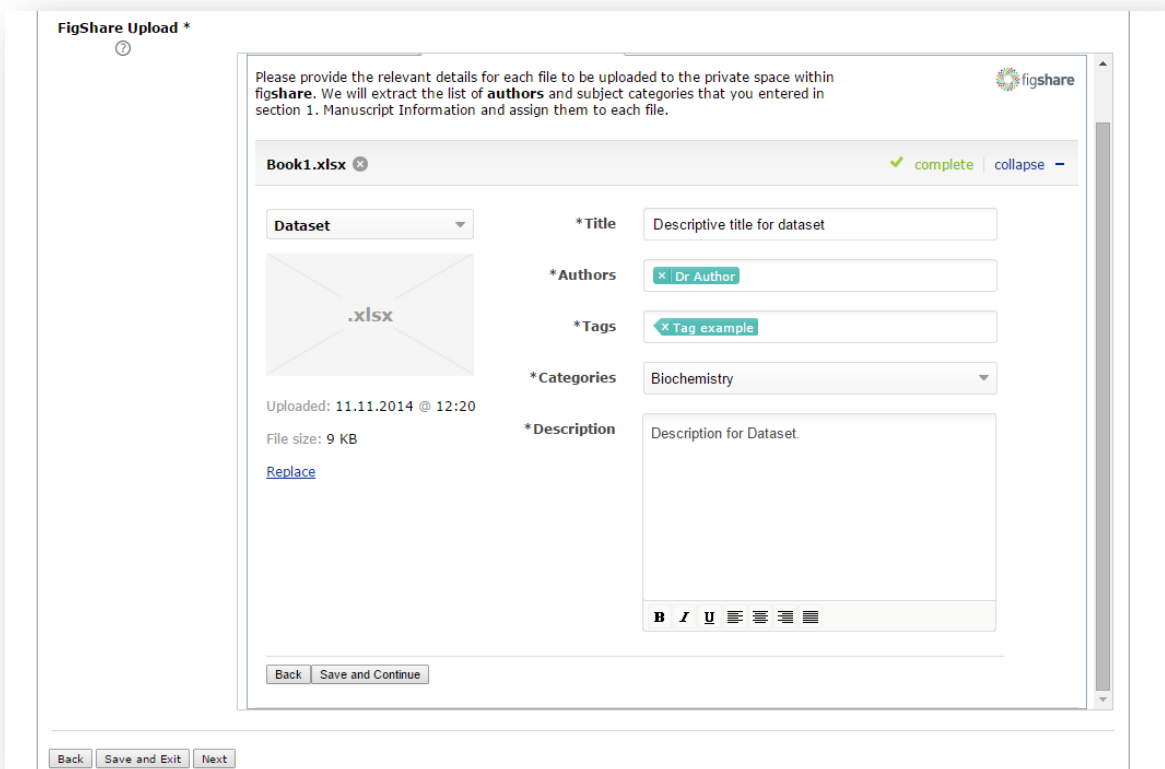 FigShare Upload *
?
Please provide the relevant details for each file to be uploaded to the private space within
figshare. We will extract the list of authors and subject categories that you entered in
section 1. Manuscript Information and assign them to each file.
figshare
Book1.xlsx
complete
collapse –
Dataset
*Title
Descriptive title for dataset
*Authors
× Dr Author
.xlsx
*Tags
× Tag example
*Categories
Biochemistry
Uploaded: 11.11.2014 @ 12:20
*Description
Description for Dataset.
File size: 9 KB
Replace
B I U
Back
Save and Continue
Back
Save and Exit
Next